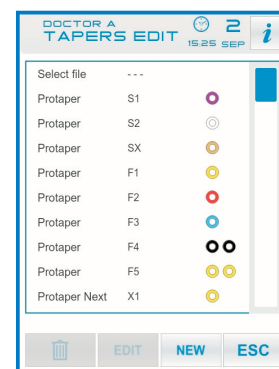 DOCTOR A
TAPERS EDIT
15.25
2
SEP
i
Select file ---
Protaper S1
Protaper S2
Protaper SX
Protaper F1
Protaper F2
Protaper F3
Protaper F4
Protaper F5
Protaper Next X1
EDIT NEW ESC